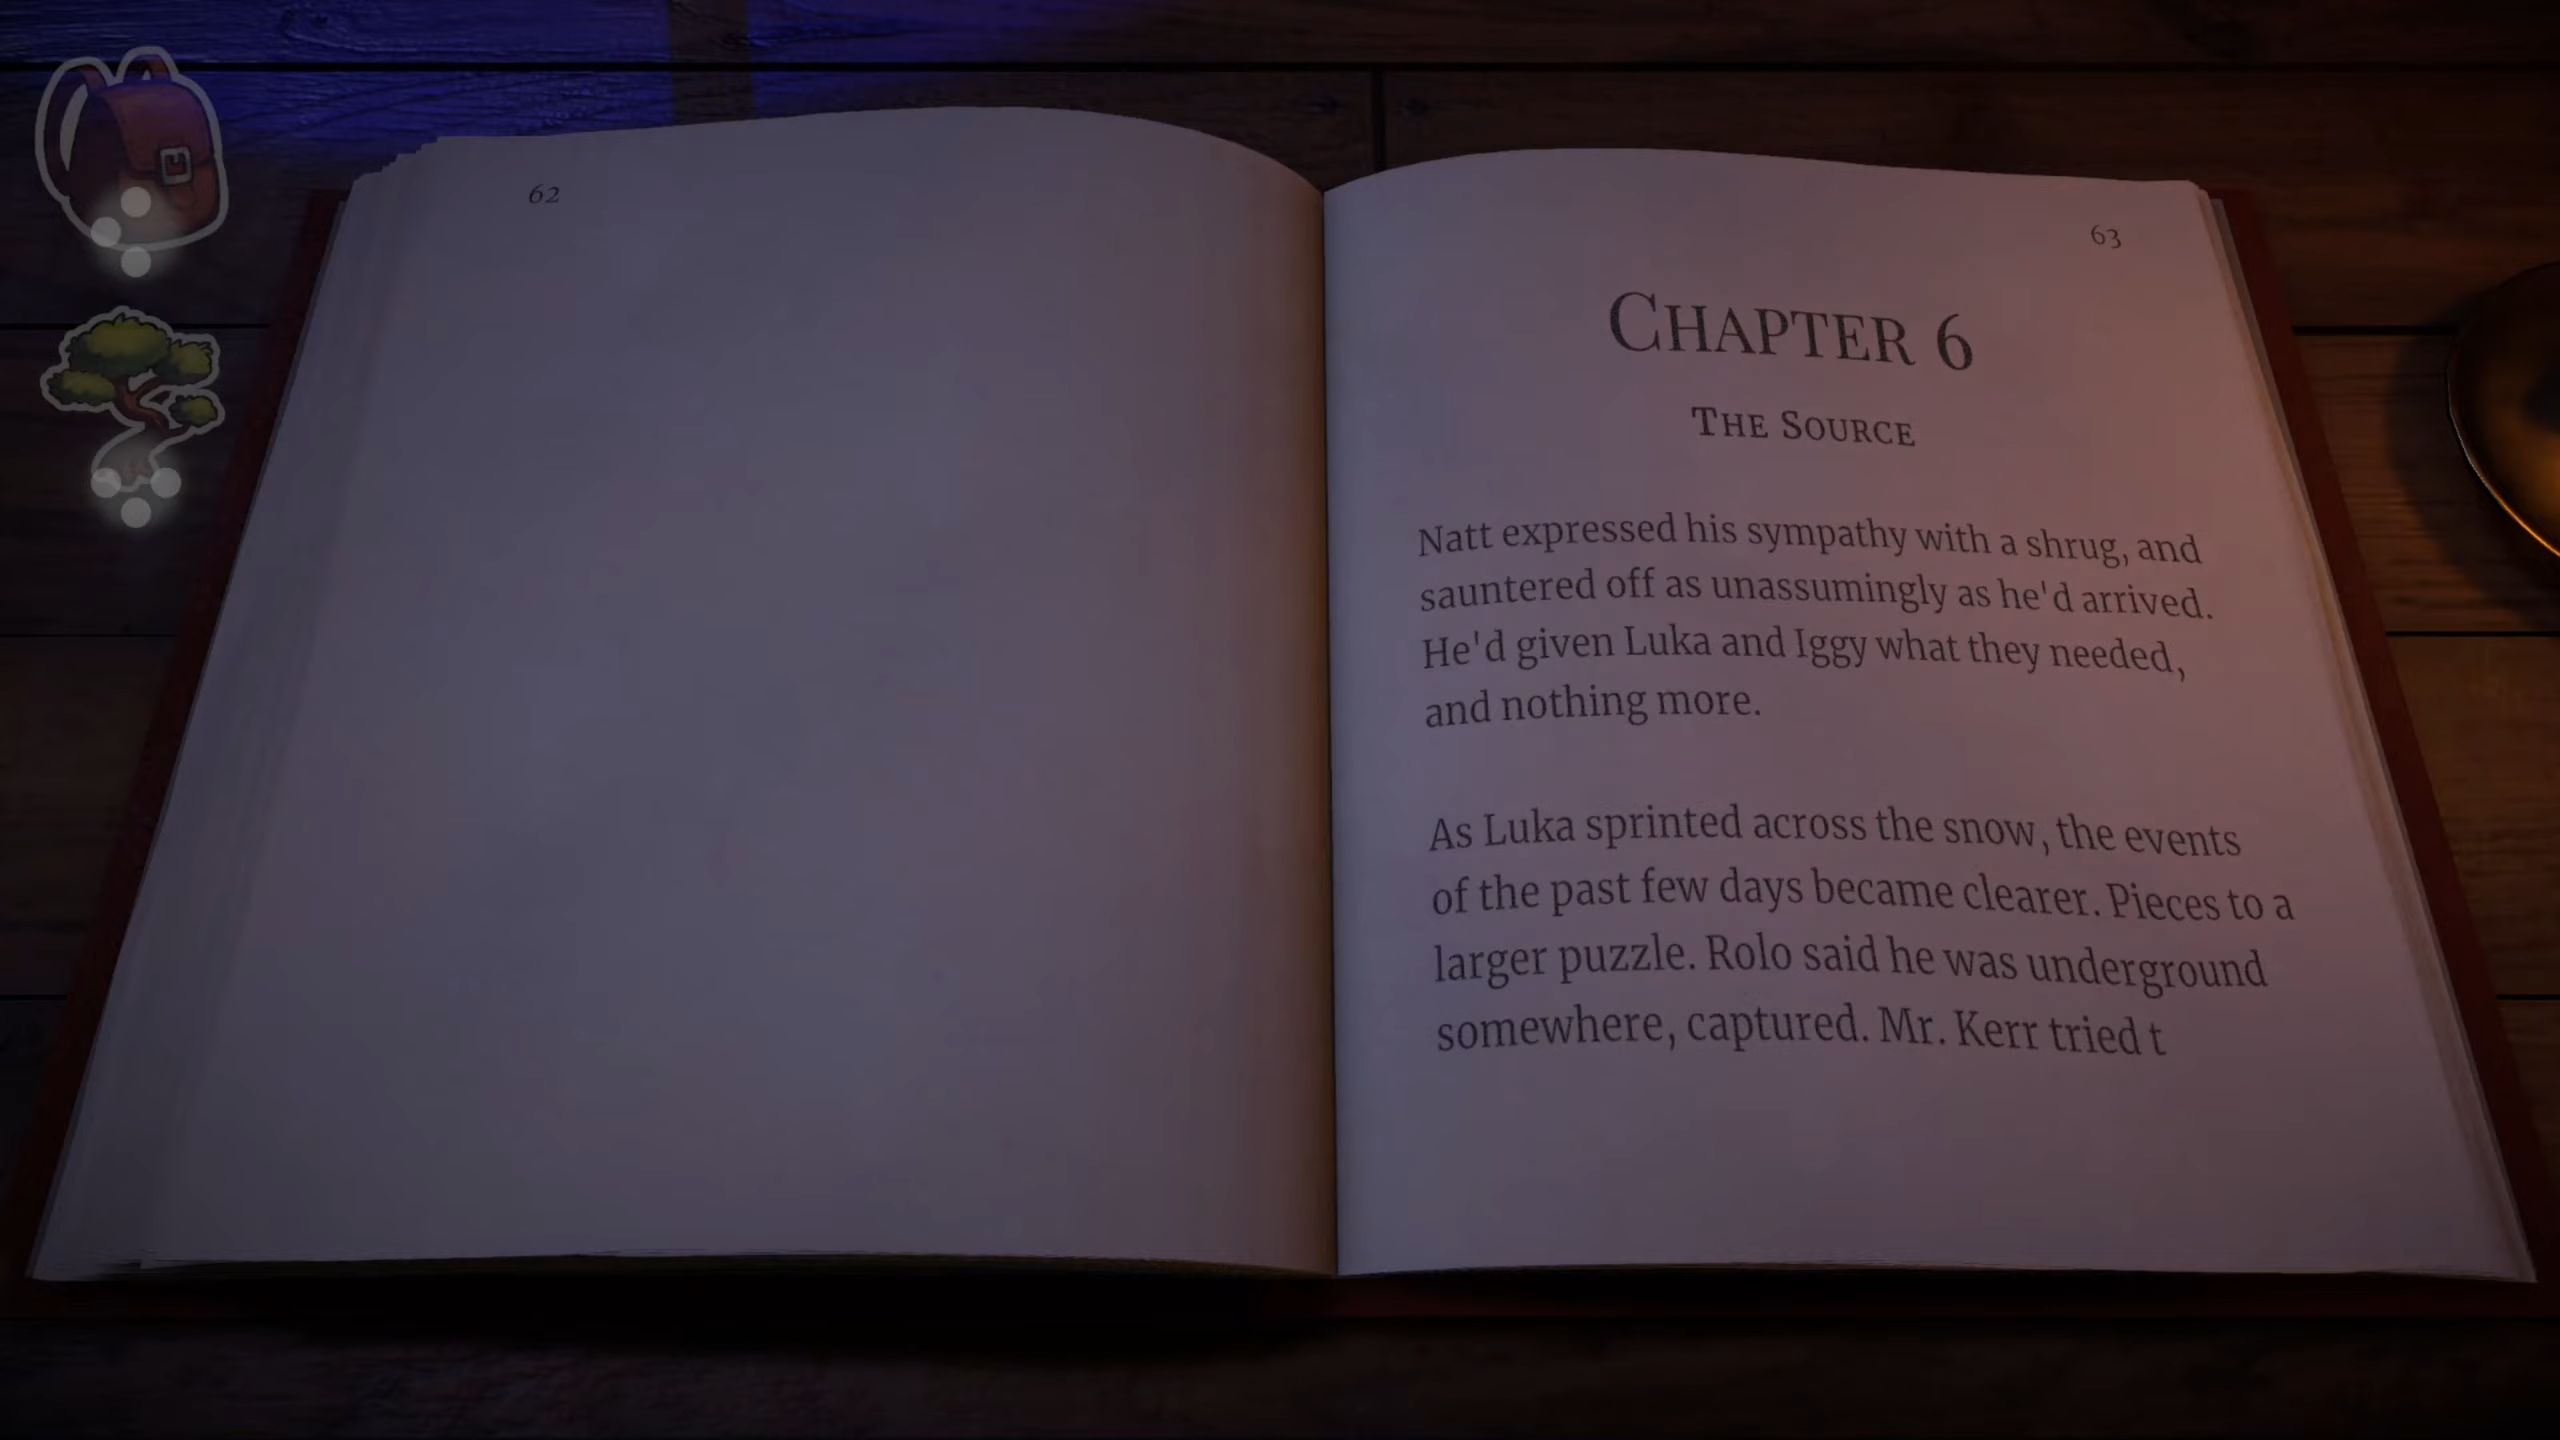 62
63
CHAPTER 6
THE SOURCE
Natt expressed his sympathy with a shrug, and
sauntered off as unassumingly as he'd arrived.
He'd given Luka and Iggy what they needed,
and nothing more.
As Luka sprinted across the snow, the events
of the past few days became clearer. Pieces to a
larger puzzle. Rolo said he was underground
somewhere, captured. Mr. Kerr tried t